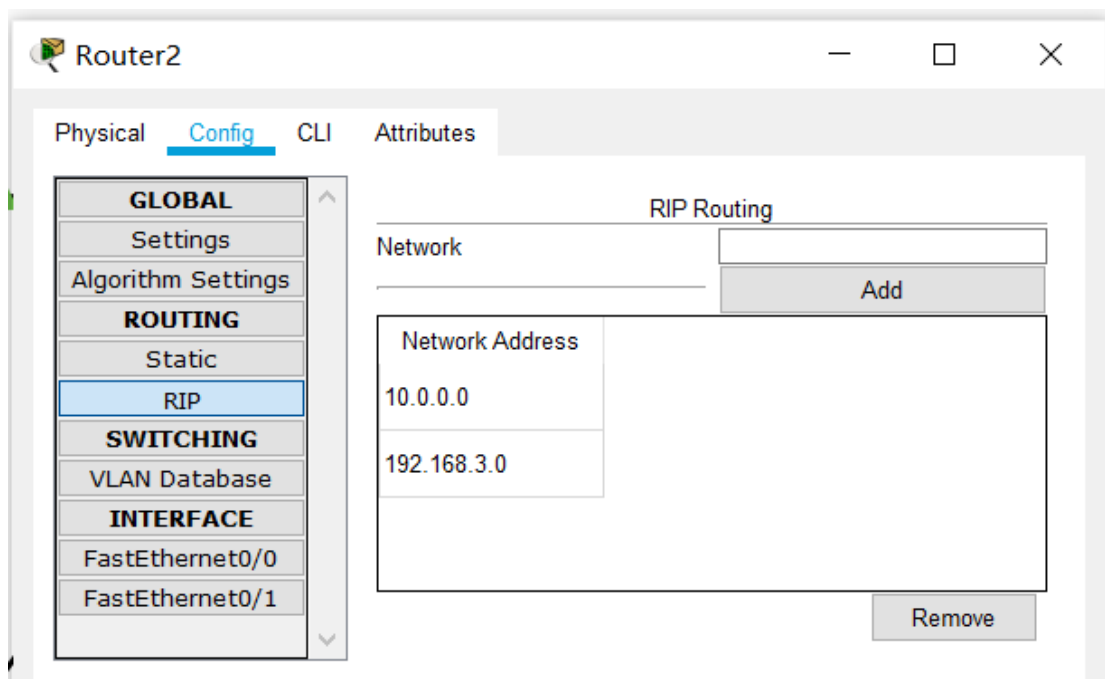 Router2
Physical Config CLI Attributes
GLOBAL
Settings
Algorithm Settings
ROUTING
Static
RIP
SWITCHING
VLAN Database
INTERFACE
FastEthernet0/0
FastEthernet0/1
RIP Routing
Network
Add
Network Address
10.0.0.0
192.168.3.0
Remove